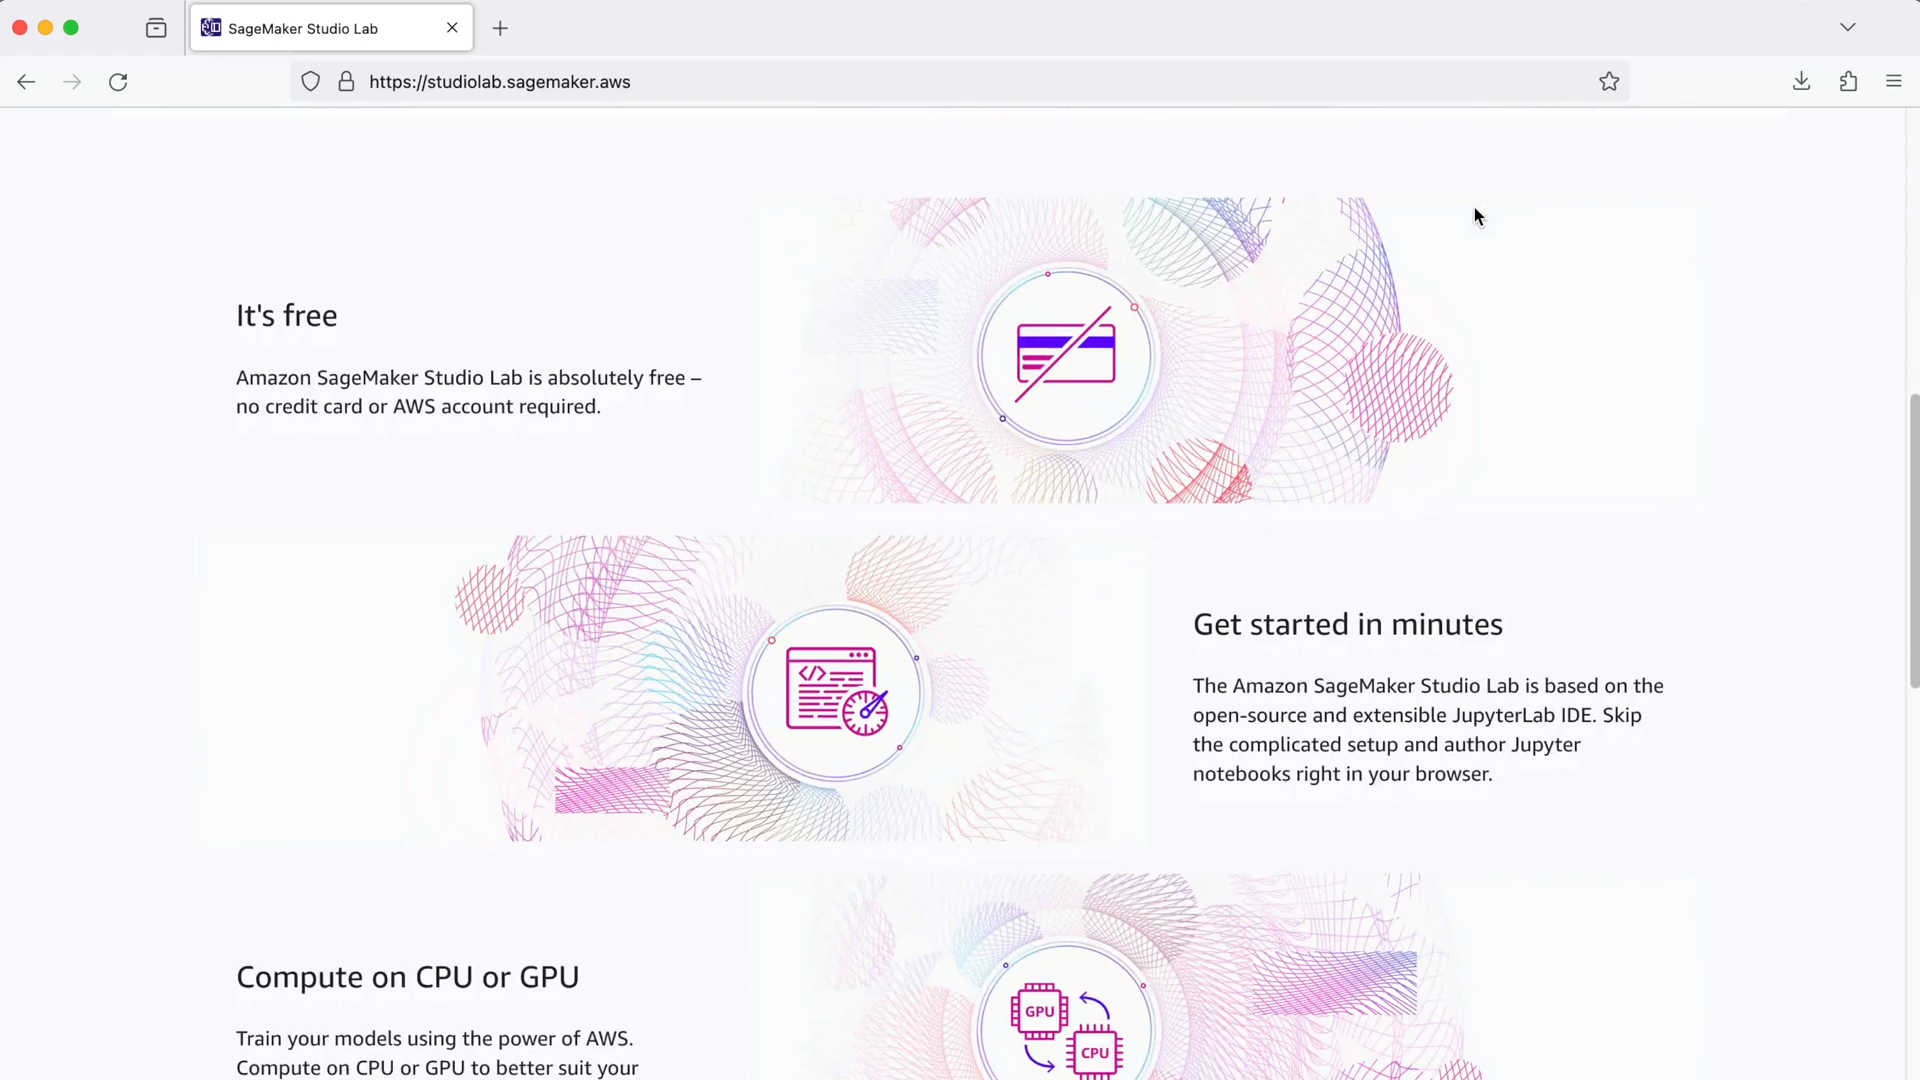 SageMaker Studio Lab
https://studiolab.sagemaker.aws
It's free
Amazon SageMaker Studio Lab is absolutely free –
no credit card or AWS account required.
Get started in minutes
The Amazon SageMaker Studio Lab is based on the
open-source and extensible JupyterLab IDE. Skip
the complicated setup and author Jupyter
notebooks right in your browser.
Compute on CPU or GPU
Train your models using the power of AWS.
Compute on CPU or GPU to better suit your
GPU
CPU